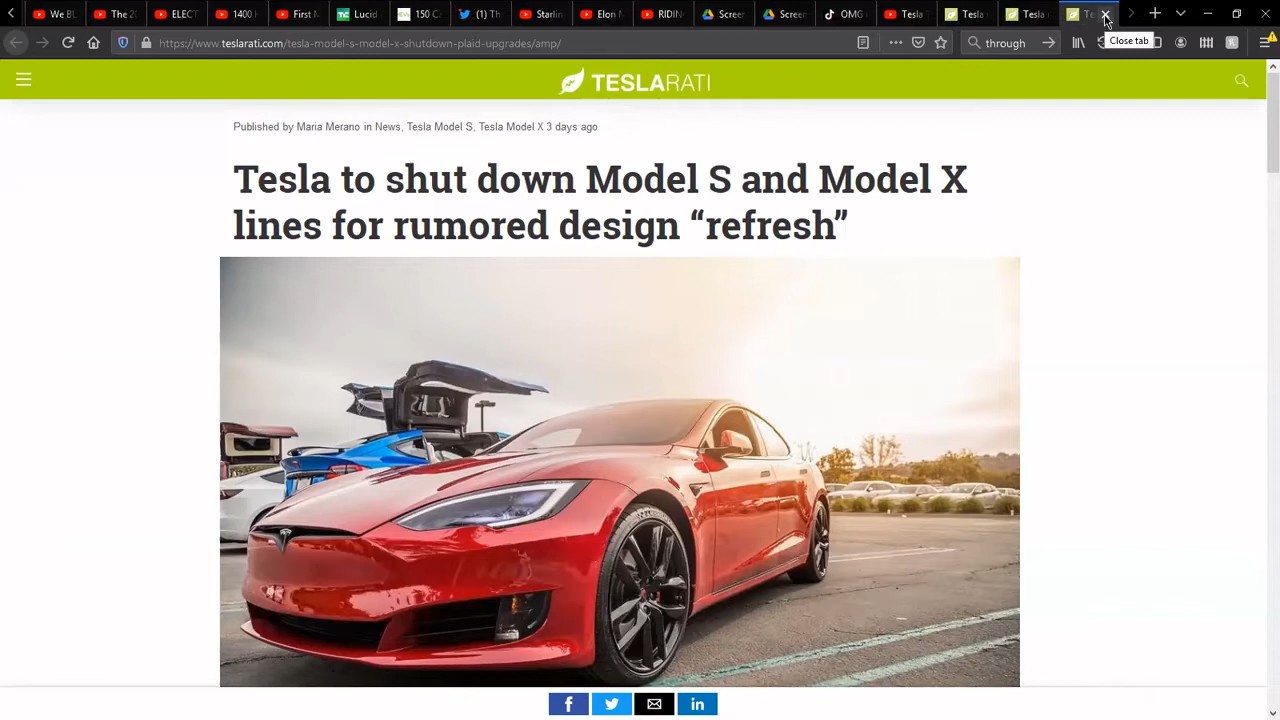 We Bu
The 20
ELECT
1400
First M
Lucid
150 Ca
(1) Th
Starlin
Elon M
RIDIN
Screen
Screen
OMG
Tesla
Tesla
Tesla
https://www.teslarati.com/tesla-model-s-model-x-shutdown-plaid-upgrades/amp/
through
Close tab
TESLARATI
Published by Maria Merano in News, Tesla Model S, Tesla Model X 3 days ago
Tesla to shut down Model S and Model X
lines for rumored design “refresh”